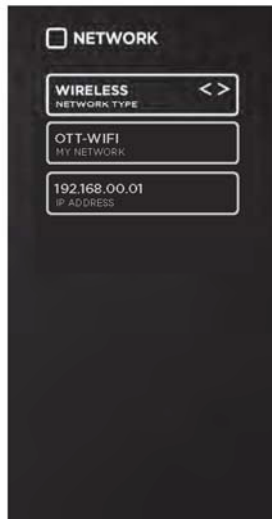 NETWORK
WIRELESS < >
NETWORK TYPE
OTT-WIFI
MY NETWORK
192.168.00.01
IP ADDRESS